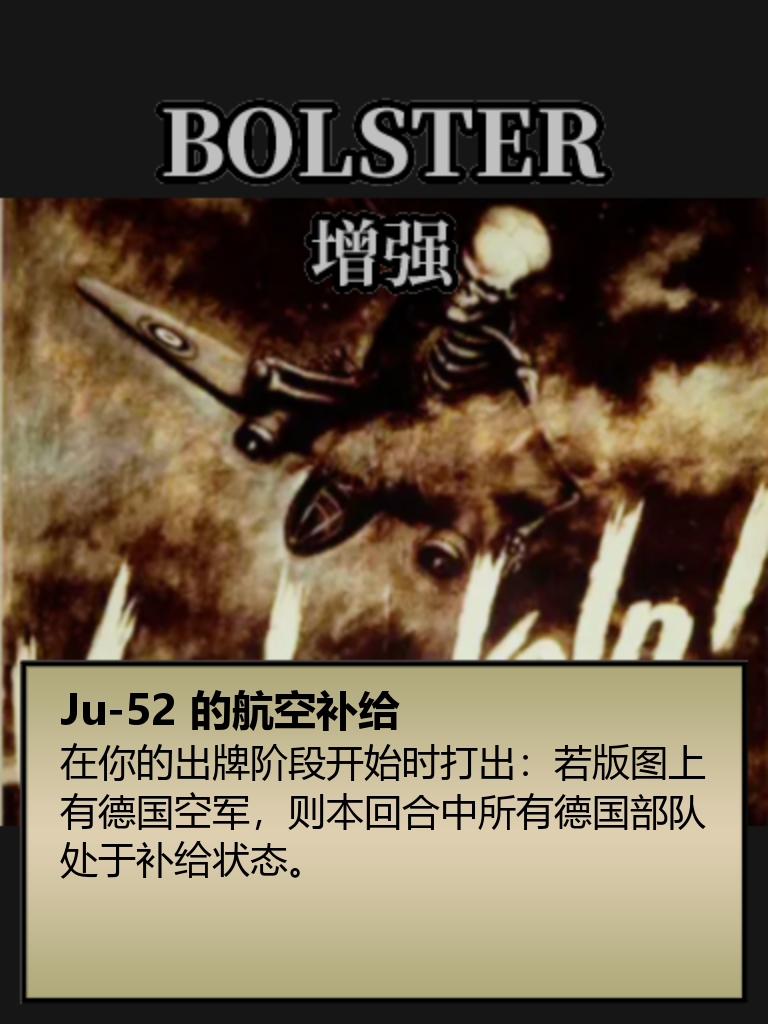 BOLSTER
增强
Ju-52 的航空补给
在你的出牌阶段开始时打出：若版图上
有德国空军，则本回合中所有德国部队
处于补给状态。